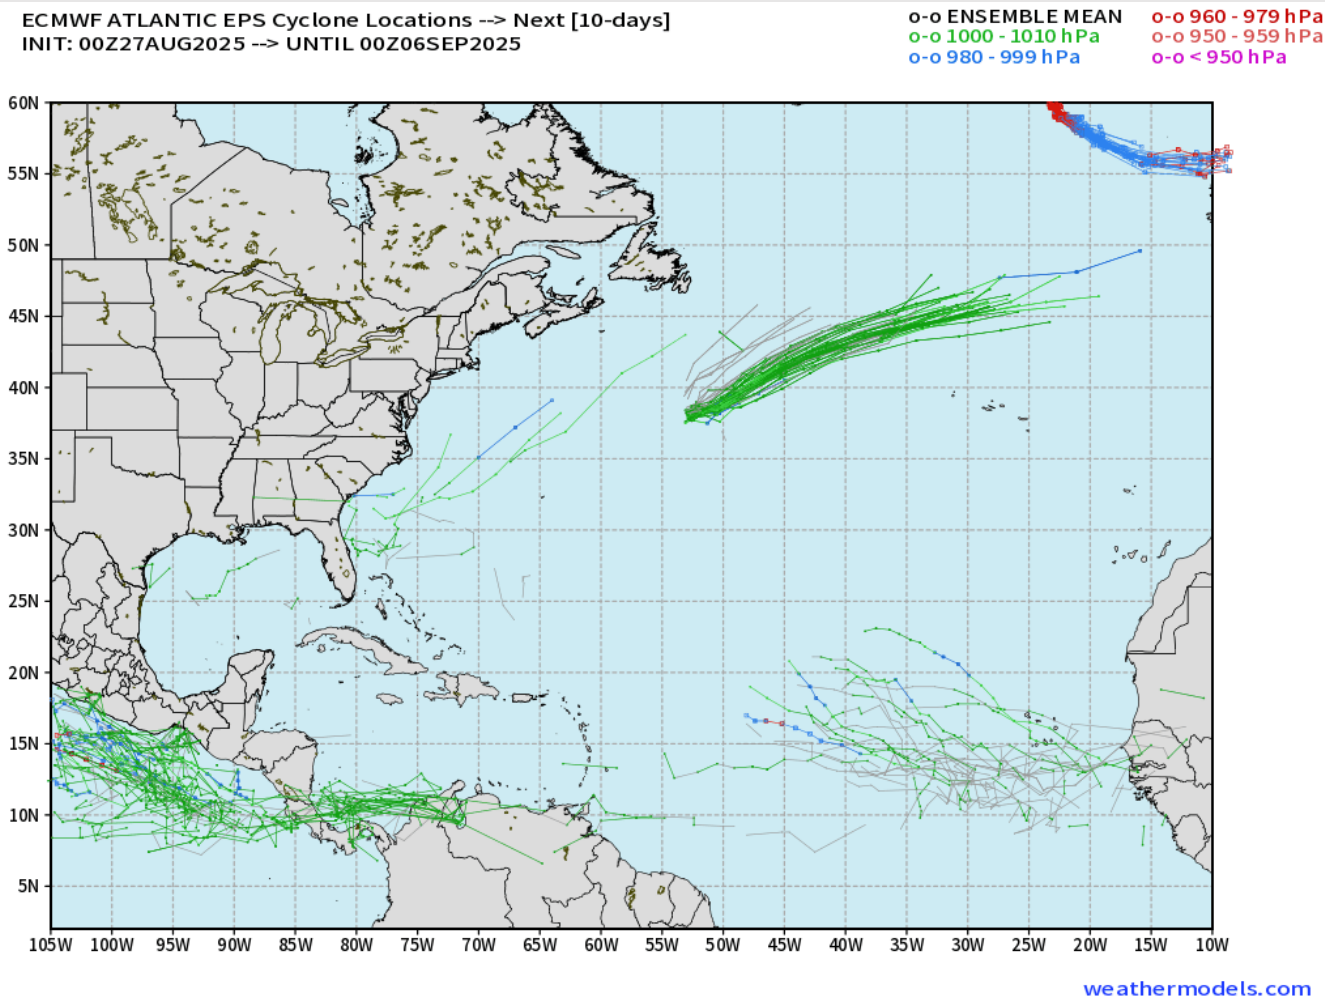 ECMWF ATLANTIC EPS Cyclone Locations --> Next [10-days]
INIT: 00Z27AUG2025 --> UNTIL 00Z06SEP2025
o-o ENSEMBLE MEAN
o-o 960 - 979 hPa
o-o 1000 - 1010 hPa
o-o 950 - 959 hPa
o-o 980 - 999 hPa
o-o < 950 hPa
60N
55N
50N
45N
40N
35N
30N
25N
20N
15N
10N
5N
105W 100W 95W 90W 85W 80W 75W 70W 65W 60W 55W 50W 45W 40W 35W 30W 25W 20W 15W 10W
weathermodels.com